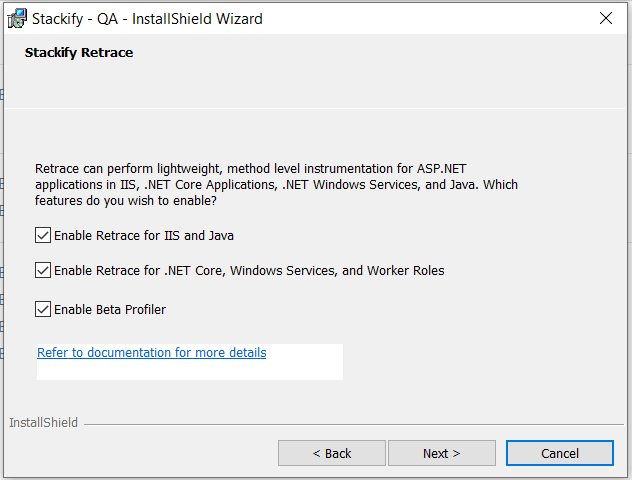 Stackify - QA - InstallShield Wizard
Stackify Retrace
Retrace can perform lightweight, method level instrumentation for ASP.NET
applications in IIS, .NET Core Applications, .NET Windows Services, and Java. Which
features do you wish to enable?
Enable Retrace for IIS and Java
Enable Retrace for .NET Core, Windows Services, and Worker Roles
Enable Beta Profiler
Refer to documentation for more details
InstallShield
< Back
Next >
Cancel